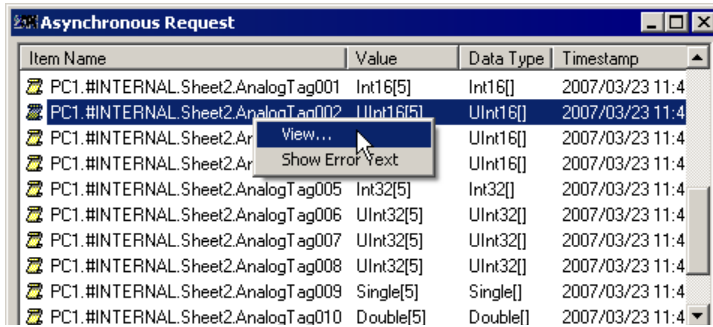 Asynchronous Request
Item Name Value Data Type Timestamp
PC1.#INTERNAL.Sheet2.AnalogTag001 Int16[5] Int16[] 2007/03/23 11:4
PC1.#INTERNAL.Sheet2.AnalogTag002 UInt16[5] UInt16[] 2007/03/23 11:4
PC1.#INTERNAL.Sheet2.Ar UInt16[] 2007/03/23 11:4
View...
PC1.#INTERNAL.Sheet2.Ar UInt16[] 2007/03/23 11:4
Show Error Text
PC1.#INTERNAL.Sheet2.AnalogTag005 Int32[5] Int32[] 2007/03/23 11:4
PC1.#INTERNAL.Sheet2.AnalogTag006 UInt32[5] UInt32[] 2007/03/23 11:4
PC1.#INTERNAL.Sheet2.AnalogTag007 UInt32[5] UInt32[] 2007/03/23 11:4
PC1.#INTERNAL.Sheet2.AnalogTag008 UInt32[5] UInt32[] 2007/03/23 11:4
PC1.#INTERNAL.Sheet2.AnalogTag009 Single[5] Single[] 2007/03/23 11:4
PC1.#INTERNAL.Sheet2.AnalogTag010 Double[5] Double[] 2007/03/23 11:4